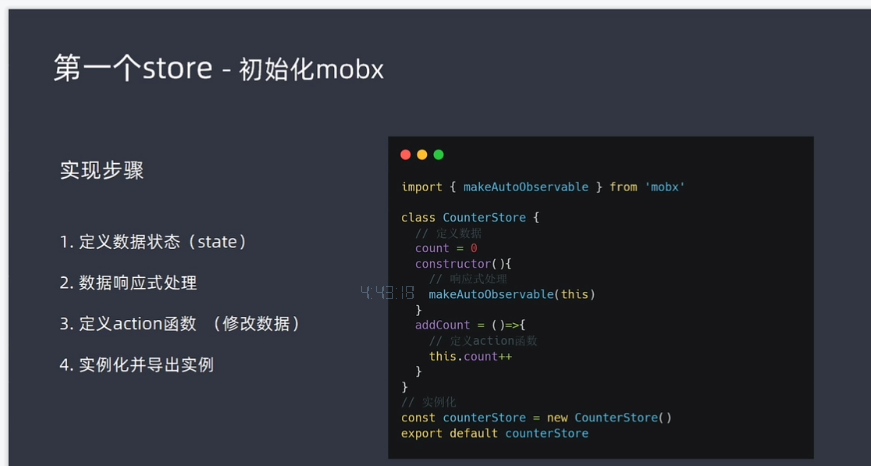 第一个store - 初始化mobx
实现步骤
1. 定义数据状态（state）
2. 数据响应式处理
3. 定义action函数 （修改数据）
4. 实例化并导出实例
import { makeAutoObservable } from 'mobx'
class CounterStore {
// 定义数据
count = 0
constructor(){
// 响应式处理
makeAutoObservable(this)
}
addCount = ()=>{
// 定义action函数
this.count++
}
}
// 实例化
const counterStore = new CounterStore()
export default counterStore
4:43:18